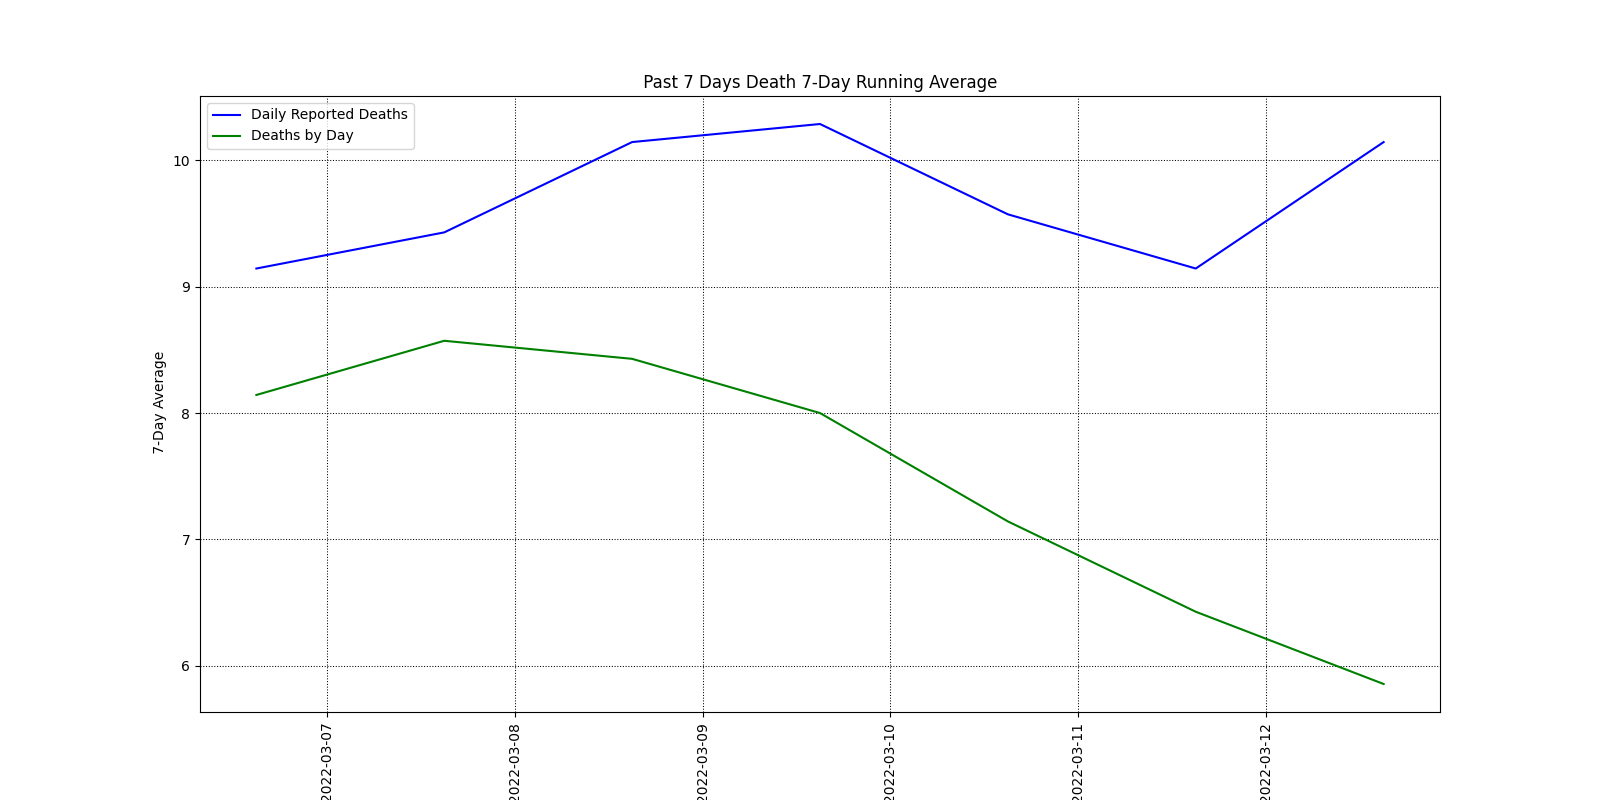 Past 7 Days Death 7-Day Running Average
Daily Reported Deaths
Deaths by Day
10
9
8
7
6
7-Day Average
2022-03-07
2022-03-08
2022-03-09
2022-03-10
2022-03-11
2022-03-12